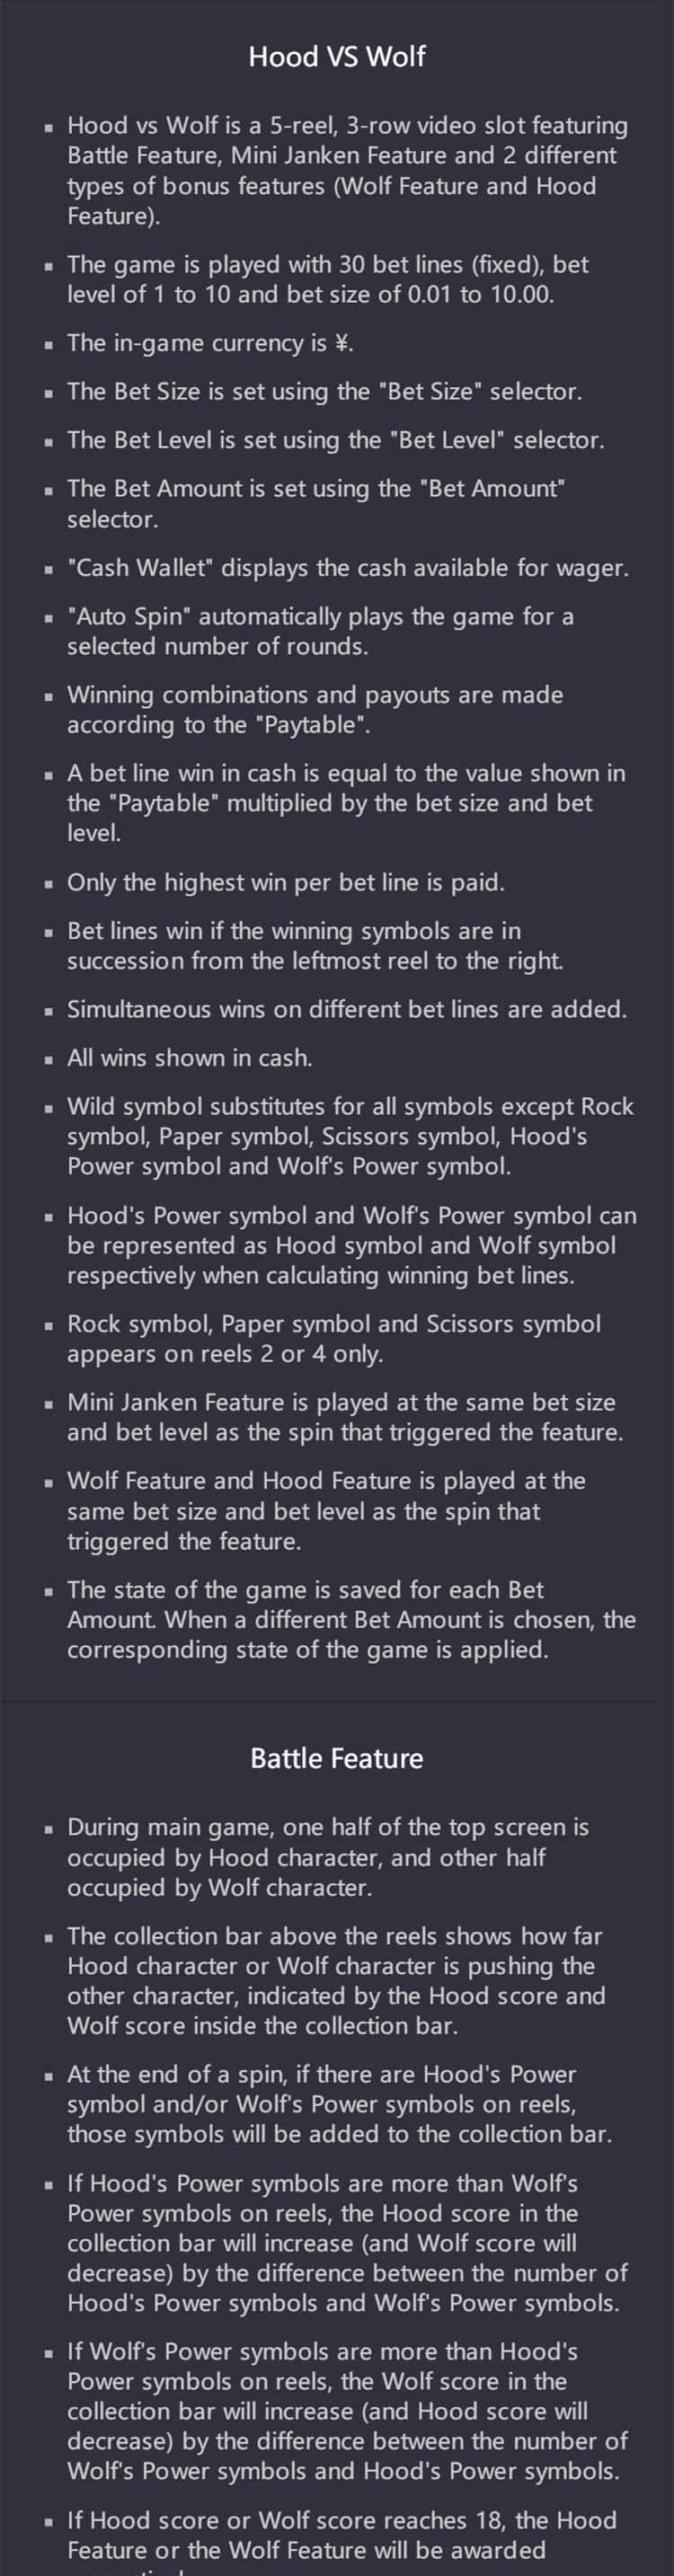 Hood VS Wolf
▪ Hood vs Wolf is a 5-reel, 3-row video slot featuring
Battle Feature, Mini Janken Feature and 2 different
types of bonus features (Wolf Feature and Hood
Feature).
▪ The game is played with 30 bet lines (fixed), bet
level of 1 to 10 and bet size of 0.01 to 10.00.
▪ The in-game currency is ¥.
▪ The Bet Size is set using the "Bet Size" selector.
▪ The Bet Level is set using the "Bet Level" selector.
▪ The Bet Amount is set using the "Bet Amount"
selector.
▪ "Cash Wallet" displays the cash available for wager.
▪ "Auto Spin" automatically plays the game for a
selected number of rounds.
▪ Winning combinations and payouts are made
according to the "Paytable".
▪ A bet line win in cash is equal to the value shown in
the "Paytable" multiplied by the bet size and bet
level.
▪ Only the highest win per bet line is paid.
▪ Bet lines win if the winning symbols are in
succession from the leftmost reel to the right.
▪ Simultaneous wins on different bet lines are added.
▪ All wins shown in cash.
▪ Wild symbol substitutes for all symbols except Rock
symbol, Paper symbol, Scissors symbol, Hood's
Power symbol and Wolf's Power symbol.
▪ Hood's Power symbol and Wolf's Power symbol can
be represented as Hood symbol and Wolf symbol
respectively when calculating winning bet lines.
▪ Rock symbol, Paper symbol and Scissors symbol
appears on reels 2 or 4 only.
▪ Mini Janken Feature is played at the same bet size
and bet level as the spin that triggered the feature.
▪ Wolf Feature and Hood Feature is played at the
same bet size and bet level as the spin that
triggered the feature.
▪ The state of the game is saved for each Bet
Amount. When a different Bet Amount is chosen, the
corresponding state of the game is applied.
Battle Feature
▪ During main game, one half of the top screen is
occupied by Hood character, and other half
occupied by Wolf character.
▪ The collection bar above the reels shows how far
Hood character or Wolf character is pushing the
other character, indicated by the Hood score and
Wolf score inside the collection bar.
▪ At the end of a spin, if there are Hood's Power
symbol and/or Wolf's Power symbols on reels,
those symbols will be added to the collection bar.
▪ If Hood's Power symbols are more than Wolf's
Power symbols on reels, the Hood score in the
collection bar will increase (and Wolf score will
decrease) by the difference between the number of
Hood's Power symbols and Wolf's Power symbols.
▪ If Wolf's Power symbols are more than Hood's
Power symbols on reels, the Wolf score in the
collection bar will increase (and Hood score will
decrease) by the difference between the number of
Wolf's Power symbols and Hood's Power symbols.
▪ If Hood score or Wolf score reaches 18, the Hood
Feature or the Wolf Feature will be awarded